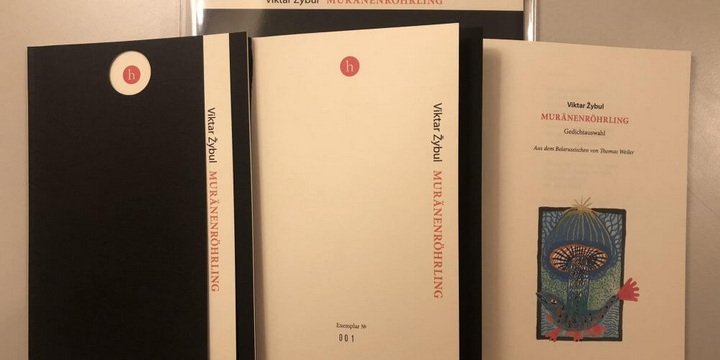 Viktar Žybul MURÄNENRÖHRLING
h
Viktar Žybul MURÄNENRÖHRLING
h
Viktar Žybul MURÄNENRÖHRLING
Exemplar №
001
Viktar Žybul
MURÄNENRÖHRLING
Gedichtauswahl
Aus dem Belarussischen von Thomas Weiler